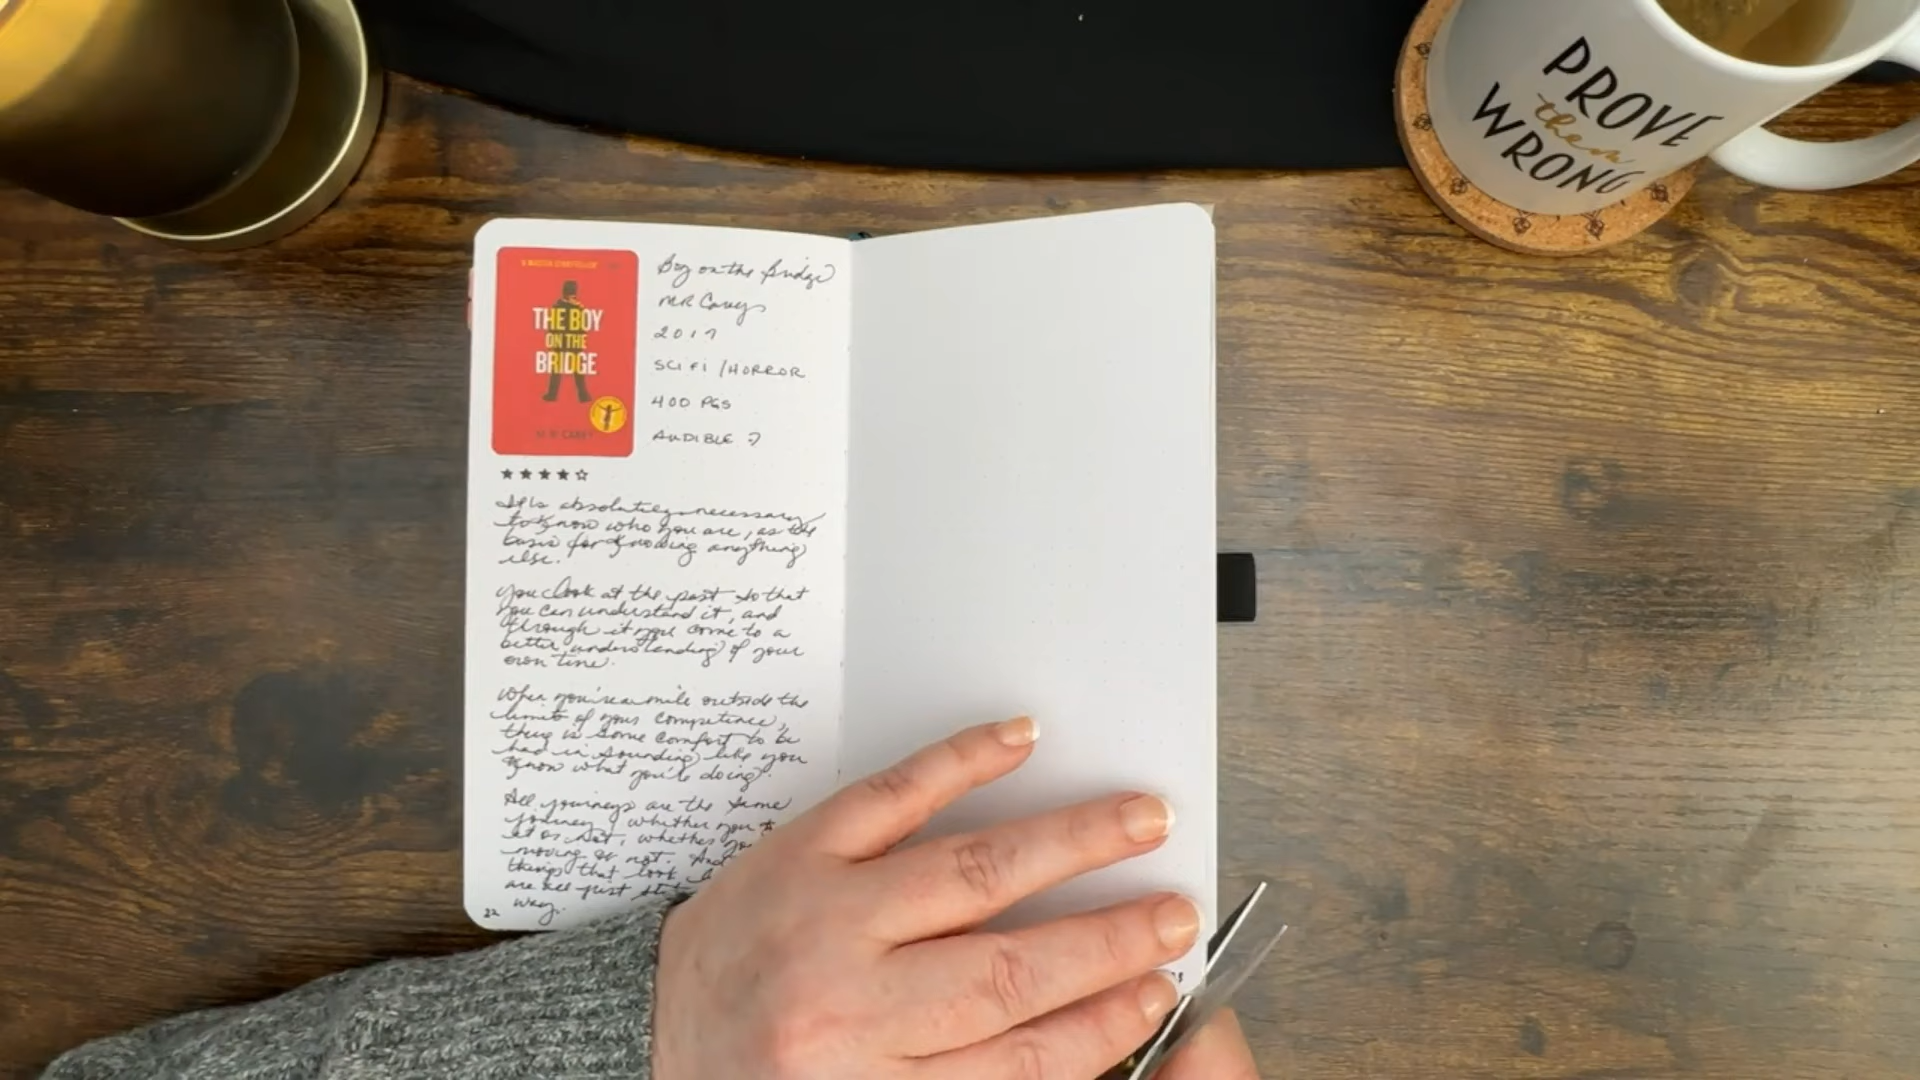 PROVE
them
WRONG
A MASTER STORYTELLER
THE BOY
ON THE
BRIDGE
M. R. CAREY
Boy on the Bridge
MR Carey
2017
SCI FI / HORROR
400 PGS
AUDIBLE :)
It is absolutely necessary
to know who you are, as the
basis for knowing anything
else.
You look at the past so that
you can understand it, and
through it you come to a
better understanding of your
own time.
When you're a mile outside the
limits of your competence,
there is some comfort to be
had in sounding like you
know what you're doing.
All journeys are the same
journey, whether you
it or not, whether you
moving or not. And
things that look
are all just
way.
22